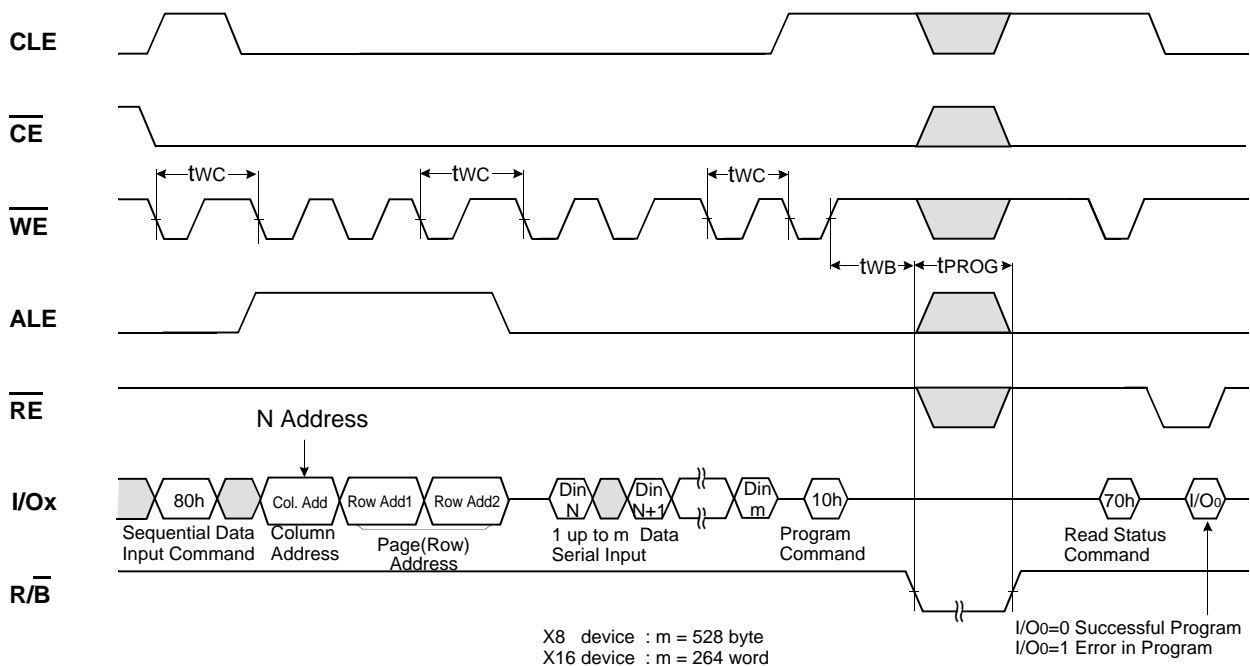 CLE
CE
tWC
tWC
tWC
WE
tWB
tPROG
ALE
RE
N Address
I/Ox
80h
Col. Add
Row Add1
Row Add2
Din
N
Din
N+1
Din
m
10h
70h
I/O0
Sequential Data
Input Command
Column
Address
Page(Row)
Address
1 up to m Data
Serial Input
Program
Command
Read Status
Command
R/B
X8 device : m = 528 byte
X16 device : m = 264 word
I/O0=0 Successful Program
I/O0=1 Error in Program